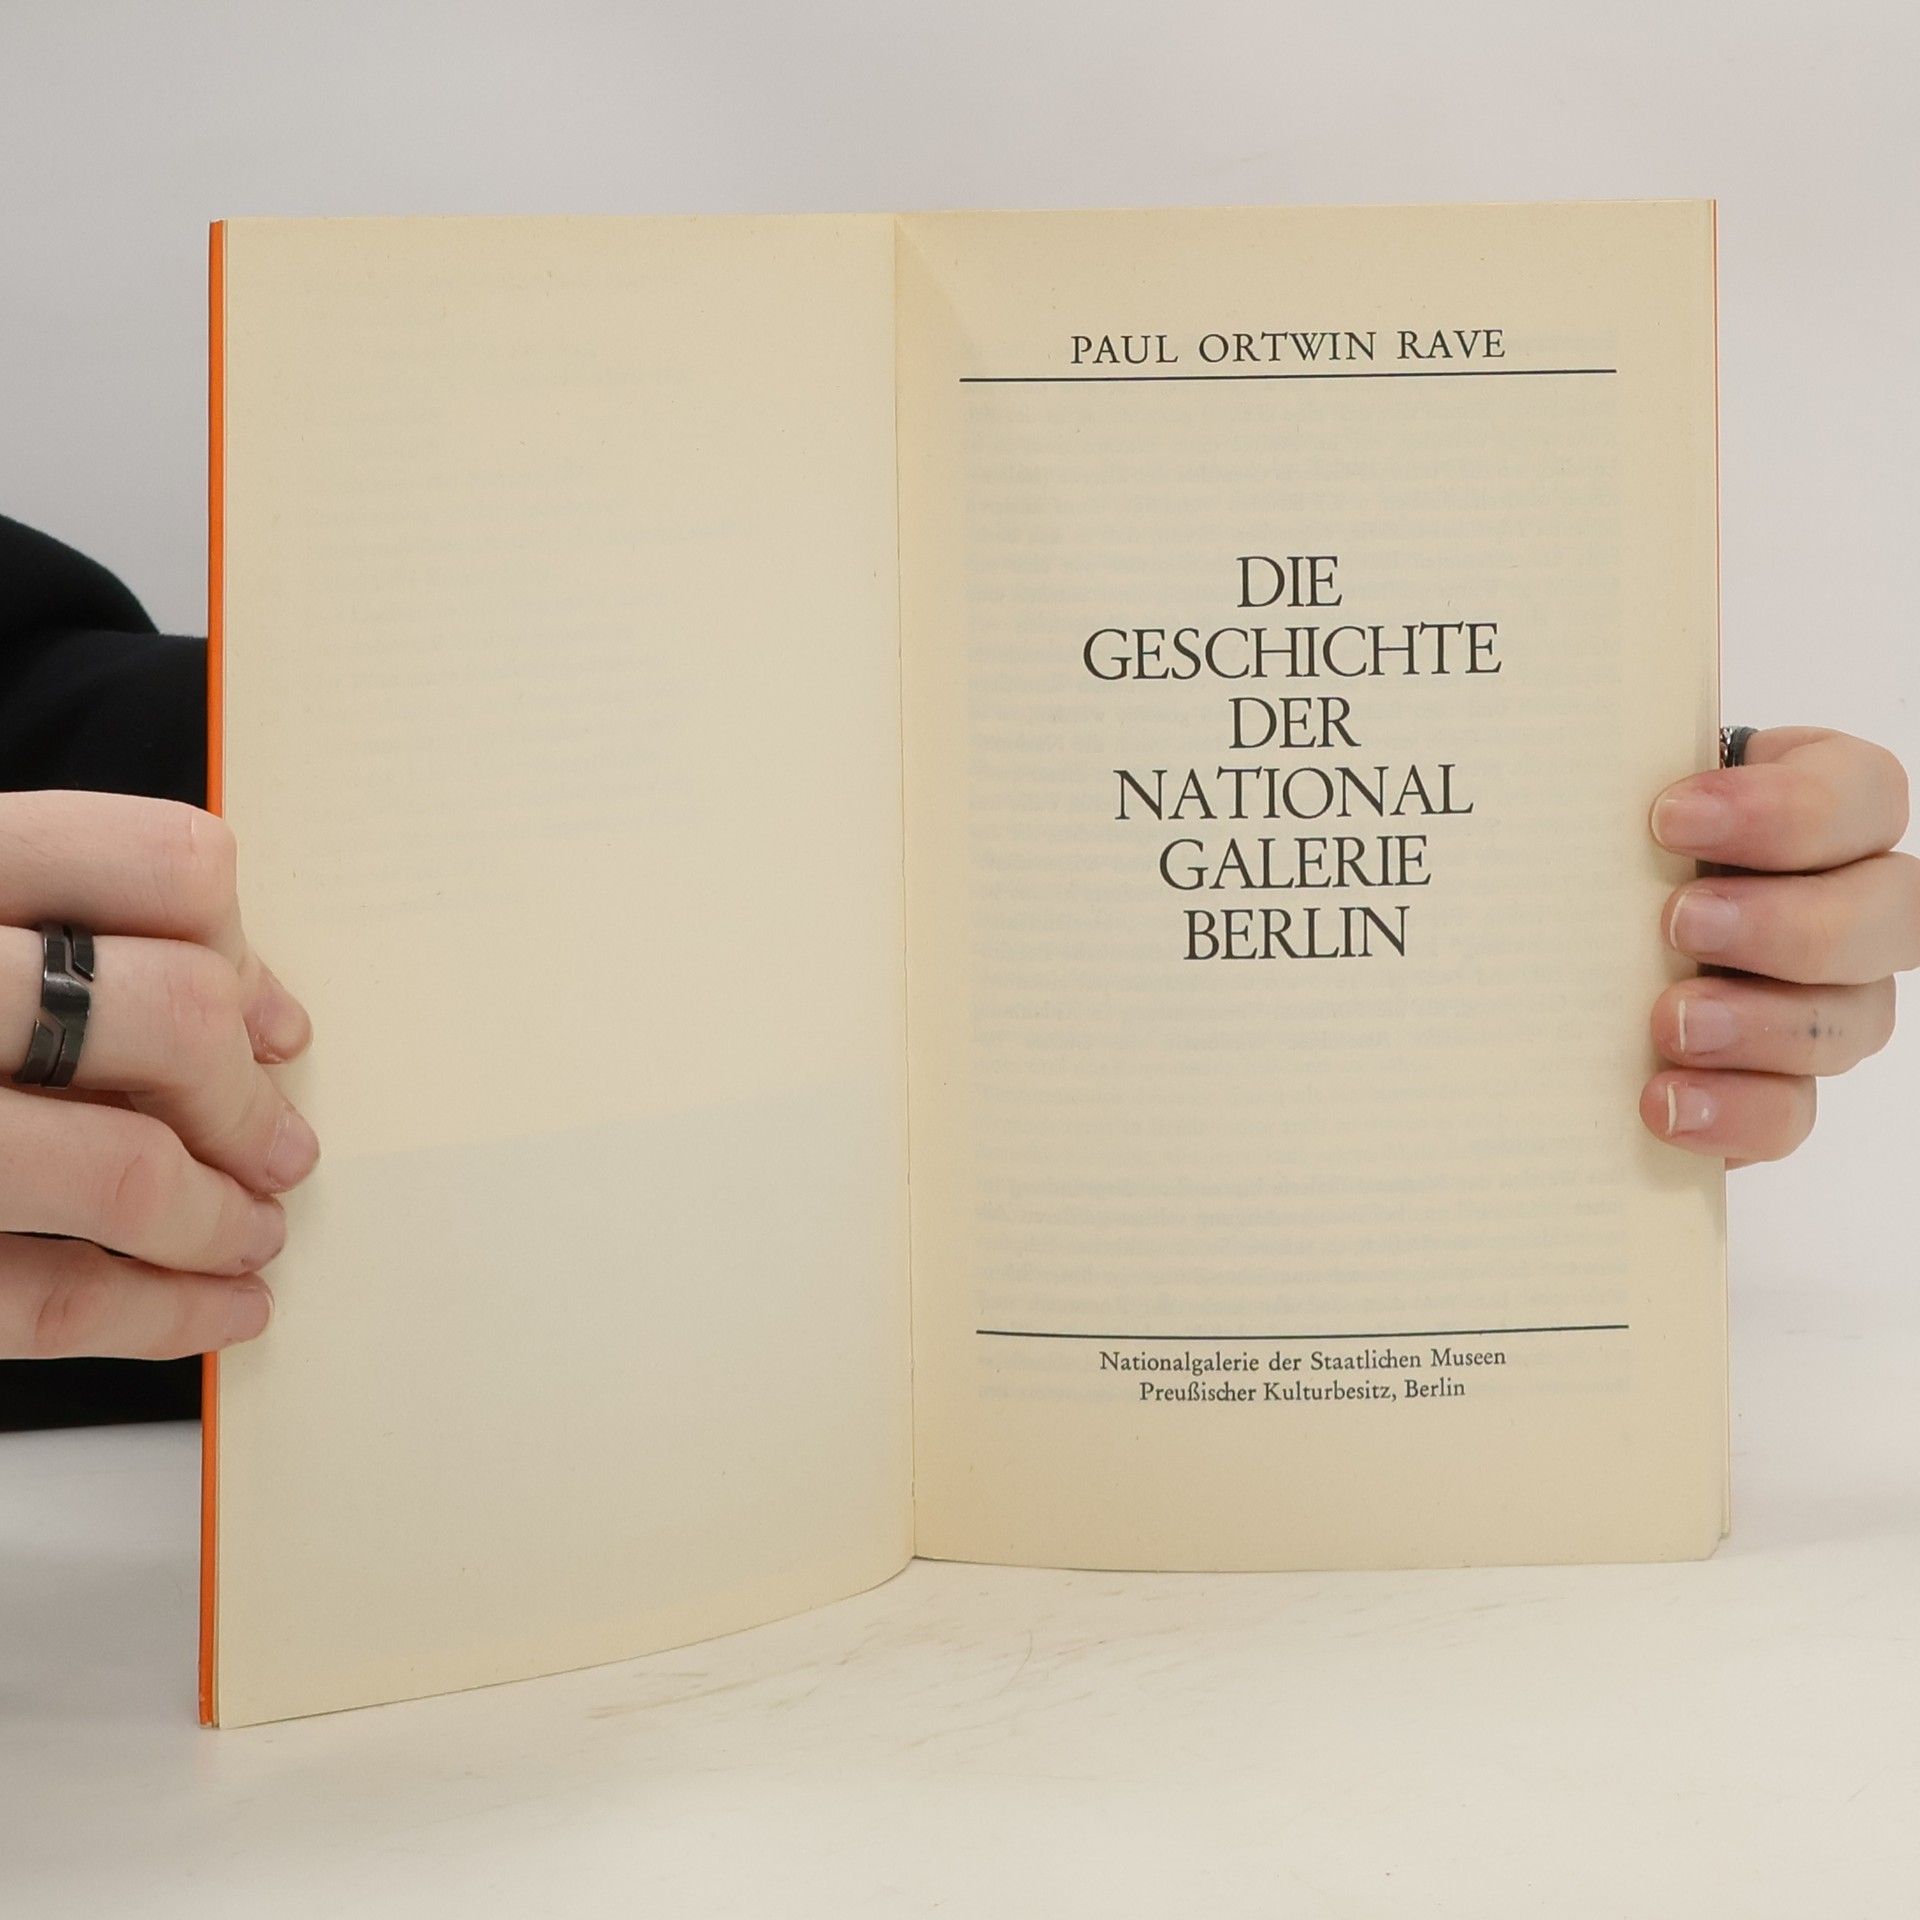 PAUL ORTWIN RAVE
DIE
GESCHICHTE
DER
NATIONAL
GALERIE
BERLIN
Nationalgalerie der Staatlichen Museen
Preußischer Kulturbesitz, Berlin